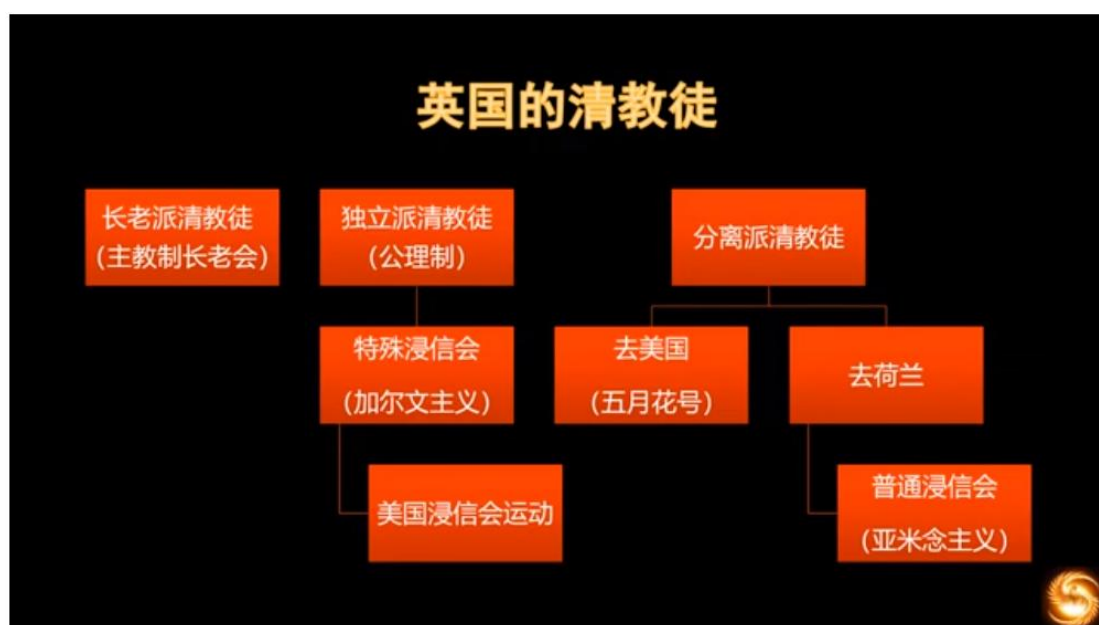 英国的清教徒
长老派清教徒
（主教制长老会）
独立派清教徒
（公理制）
分离派清教徒
特殊浸信会
（加尔文主义）
去美国
（五月花号）
去荷兰
美国浸信会运动
普通浸信会
（亚米念主义）